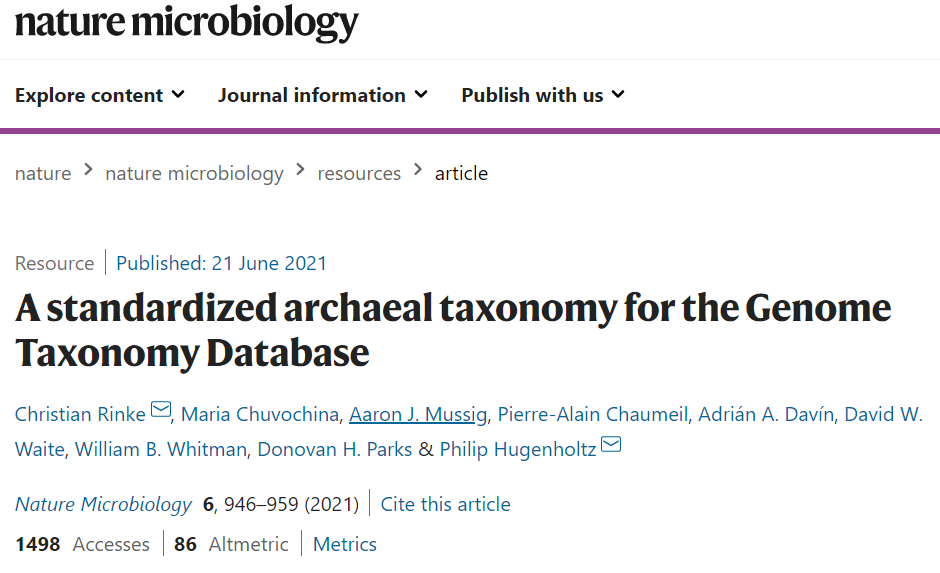 nature microbiology
Explore content Journal information Publish with us
nature > nature microbiology > resources > article
Resource | Published: 21 June 2021
A standardized archaeal taxonomy for the Genome
Taxonomy Database
Christian Rinke, Maria Chuvochina, Aaron J. Mussig, Pierre-Alain Chaumeil, Adrián A. Davín, David W.
Waite, William B. Whitman, Donovan H. Parks & Philip Hugenholtz
Nature Microbiology 6, 946–959 (2021) | Cite this article
1498 Accesses | 86 Altmetric | Metrics